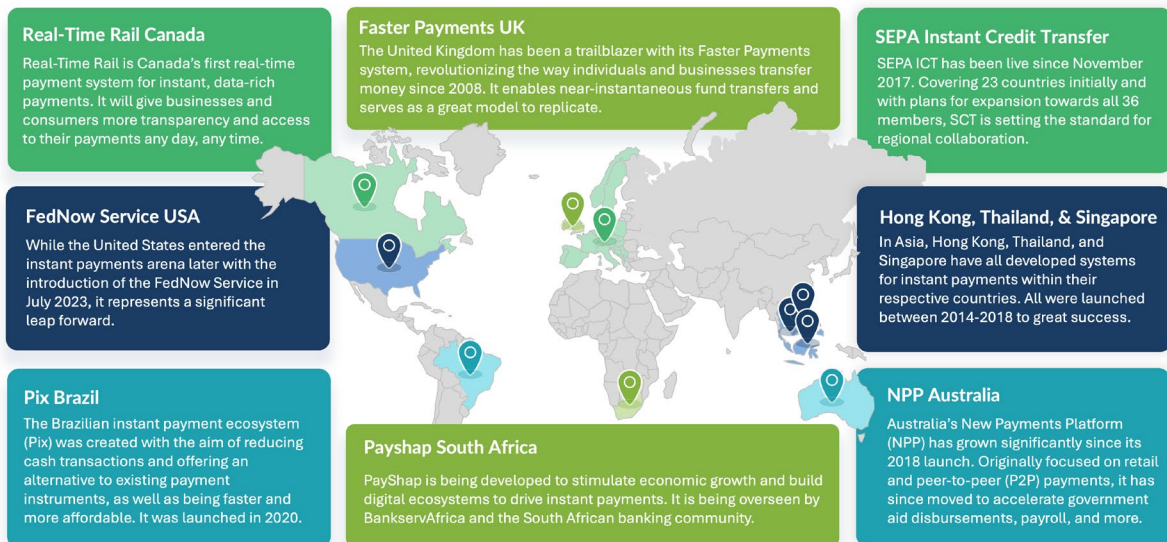 Real-Time Rail Canada
Real-Time Rail is Canada's first real-time
payment system for instant, data-rich
payments. It will give businesses and
consumers more transparency and access
to their payments any day, any time.
Faster Payments UK
The United Kingdom has been a trailblazer with its Faster Payments
system, revolutionizing the way individuals and businesses transfer
money since 2008. It enables near-instantaneous fund transfers and
serves as a great model to replicate.
SEPA Instant Credit Transfer
SEPA ICT has been live since November
2017. Covering 23 countries initially and
with plans for expansion towards all 36
members, SCT is setting the standard for
regional collaboration.
FedNow Service USA
While the United States entered the
instant payments arena later with the
introduction of the FedNow Service in
July 2023, it represents a significant
leap forward.
Hong Kong, Thailand, & Singapore
In Asia, Hong Kong, Thailand, and
Singapore have all developed systems
for instant payments within their
respective countries. All were launched
between 2014-2018 to great success.
Pix Brazil
The Brazilian instant payment ecosystem
(Pix) was created with the aim of reducing
cash transactions and offering an
alternative to existing payment
instruments, as well as being faster and
more affordable. It was launched in 2020.
Payshap South Africa
PayShap is being developed to stimulate economic growth and build
digital ecosystems to drive instant payments. It is being overseen by
BankservAfrica and the South African banking community.
NPP Australia
Australia's New Payments Platform
(NPP) has grown significantly since its
2018 launch. Originally focused on retail
and peer-to-peer (P2P) payments, it has
since moved to accelerate government
aid disbursements, payroll, and more.